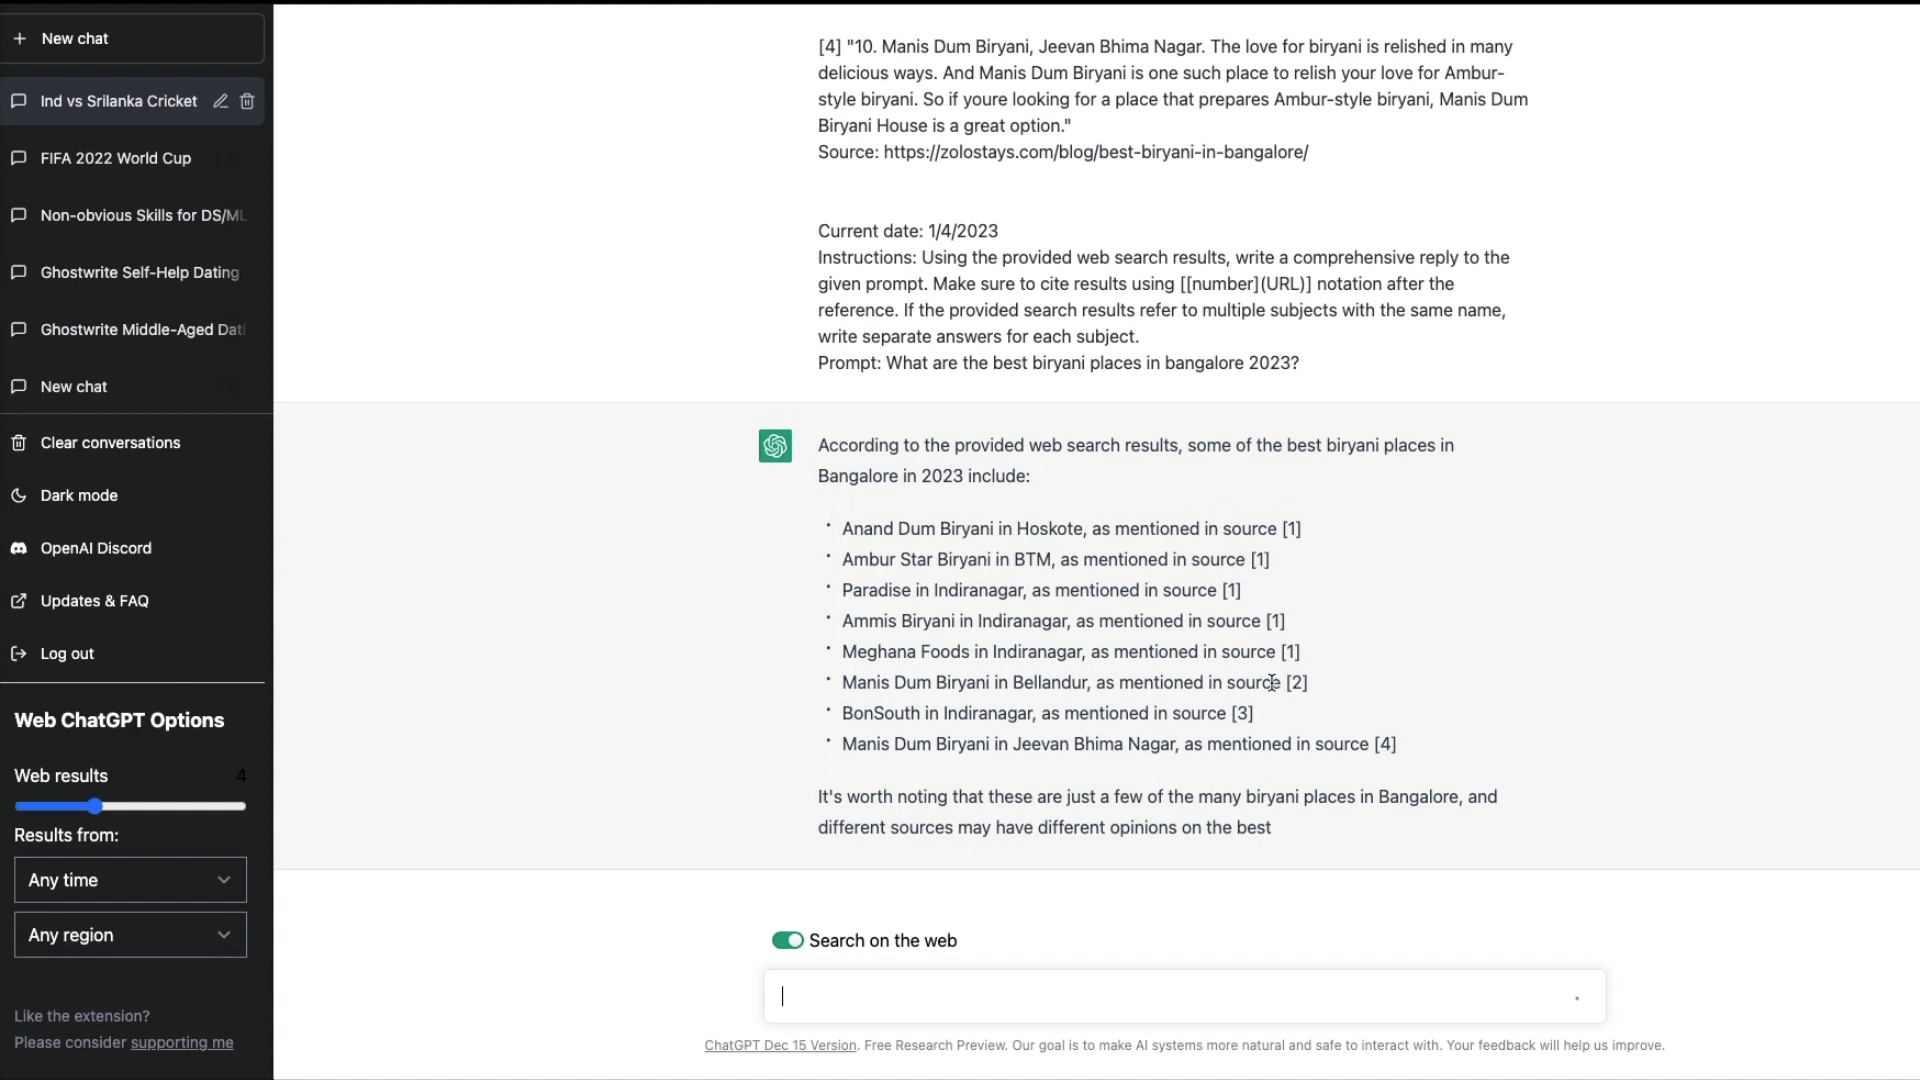 New chat
Ind vs Srilanka Cricket
FIFA 2022 World Cup
Non-obvious Skills for DS/ML
Ghostwrite Self-Help Dating
Ghostwrite Middle-Aged Dati
New chat
Clear conversations
Dark mode
OpenAI Discord
Updates & FAQ
Log out
Web ChatGPT Options
Web results 4
Results from:
Any time
Any region
Like the extension?
Please consider supporting me
[4] "10. Manis Dum Biryani, Jeevan Bhima Nagar. The love for biryani is relished in many
delicious ways. And Manis Dum Biryani is one such place to relish your love for Ambur-
style biryani. So if youre looking for a place that prepares Ambur-style biryani, Manis Dum
Biryani House is a great option."
Source: https://zolostays.com/blog/best-biryani-in-bangalore/
Current date: 1/4/2023
Instructions: Using the provided web search results, write a comprehensive reply to the
given prompt. Make sure to cite results using [[number](URL)] notation after the
reference. If the provided search results refer to multiple subjects with the same name,
write separate answers for each subject.
Prompt: What are the best biryani places in bangalore 2023?
According to the provided web search results, some of the best biryani places in
Bangalore in 2023 include:
• Anand Dum Biryani in Hoskote, as mentioned in source [1]
• Ambur Star Biryani in BTM, as mentioned in source [1]
• Paradise in Indiranagar, as mentioned in source [1]
• Ammis Biryani in Indiranagar, as mentioned in source [1]
• Meghana Foods in Indiranagar, as mentioned in source [1]
• Manis Dum Biryani in Bellandur, as mentioned in source [2]
• BonSouth in Indiranagar, as mentioned in source [3]
• Manis Dum Biryani in Jeevan Bhima Nagar, as mentioned in source [4]
It's worth noting that these are just a few of the many biryani places in Bangalore, and
different sources may have different opinions on the best
Search on the web
ChatGPT Dec 15 Version. Free Research Preview. Our goal is to make AI systems more natural and safe to interact with. Your feedback will help us improve.